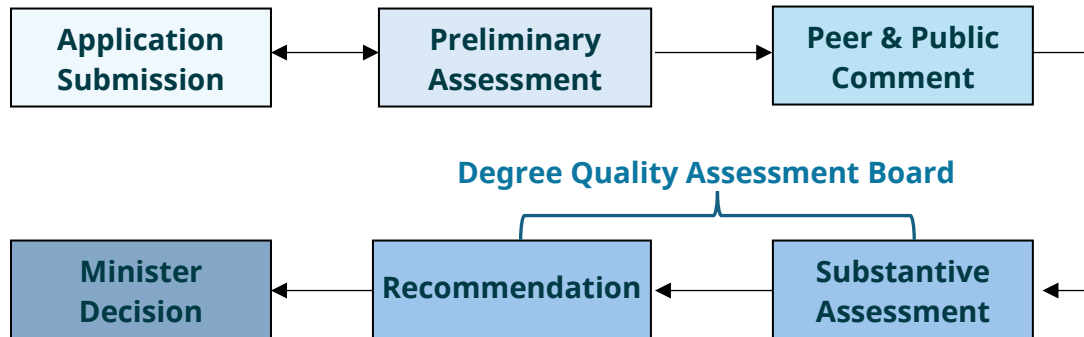 Application
Submission
Preliminary
Assessment
Peer & Public
Comment
Degree Quality Assessment Board
Minister
Decision
Recommendation
Substantive
Assessment